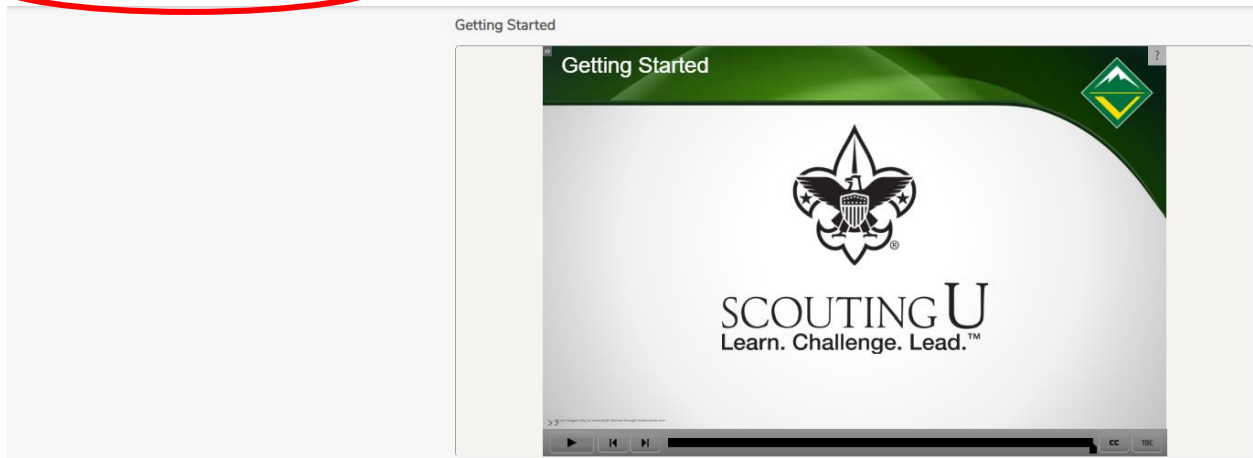 Getting Started
Getting Started
?
SCOUTING U
Learn. Challenge. Lead.™
®
>>
CC
TOC